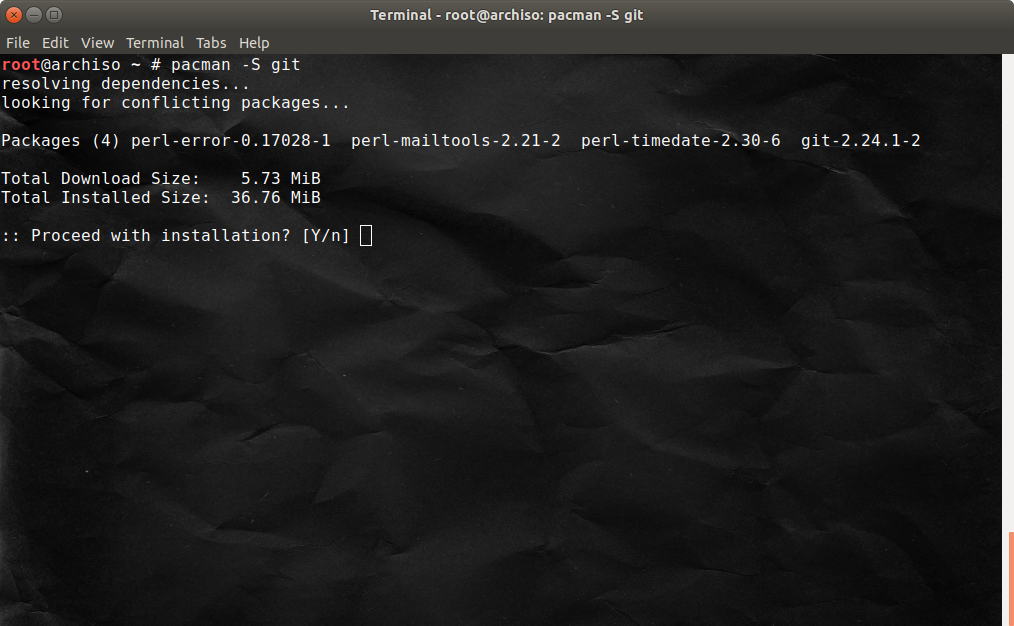 Terminal - root@archiso: pacman -S git
File Edit View Terminal Tabs Help
root@archiso ~ # pacman -S git
resolving dependencies...
looking for conflicting packages...
Packages (4) perl-error-0.17028-1  perl-mailtools-2.21-2  perl-timedate-2.30-6  git-2.24.1-2
Total Download Size:    5.73 MiB
Total Installed Size:  36.76 MiB
:: Proceed with installation? [Y/n]